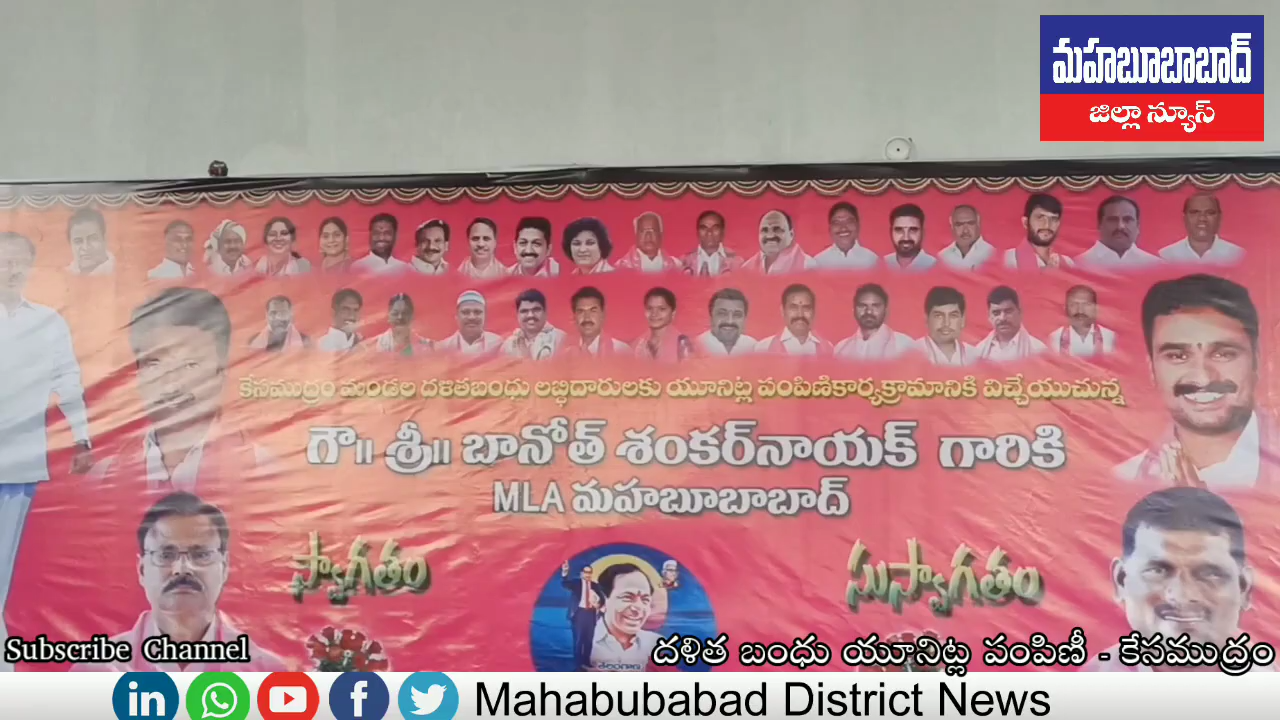 మహబూబాబాద్
జిల్లా న్యూస్
కేసముద్రం మండల దళితబంధు లబ్ధిదారులకు యూనిట్ల పంపిణికార్యక్రామానికి విచ్చేయుచున్న
గౌ|| శ్రీ|| బానోత్ శంకర్‌నాయక్ గారికి
MLA మహబూబాబాద్
స్వాగతం సుస్వాగతం
తెలంగాణ
Subscribe Channel
దళిత బంధు యూనిట్ల పంపిణీ - కేసముద్రం
Mahabubabad District News